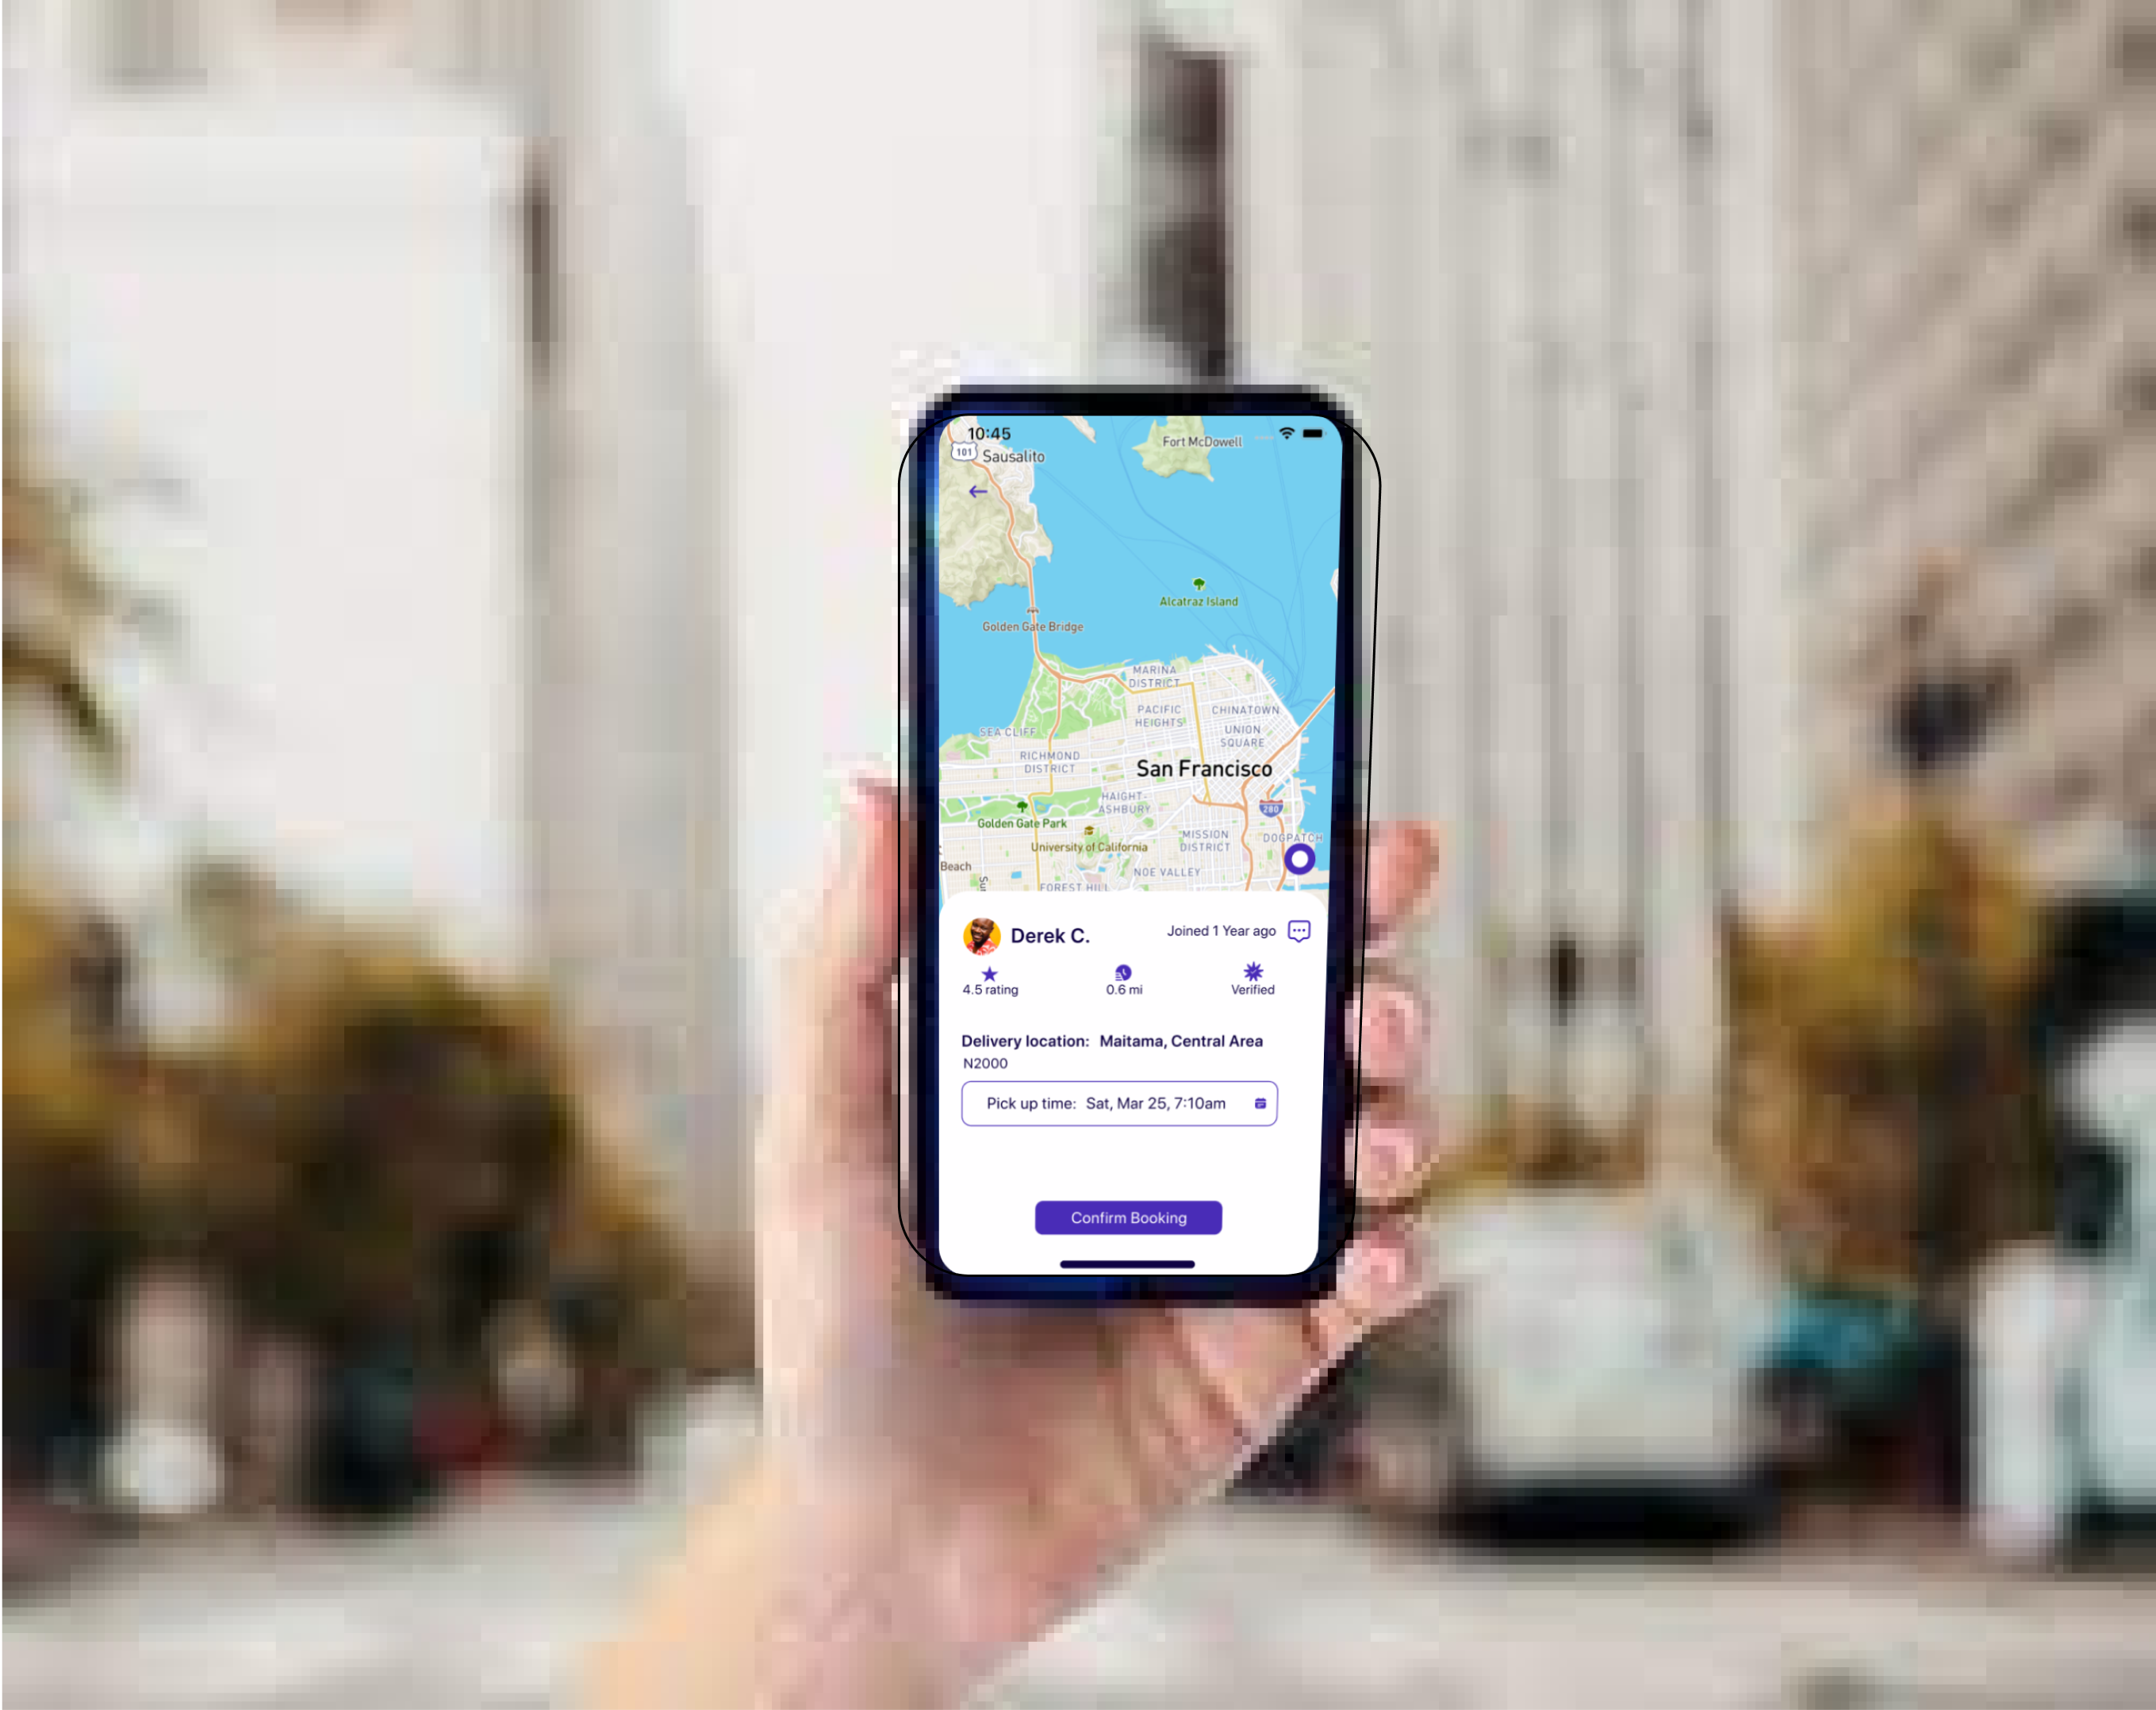 10:45
Fort McDowell
101
Sausalito
Alcatraz Island
Golden Gate Bridge
MARINA
DISTRICT
PACIFIC
HEIGHTS
CHINATOWN
SEA CLIFF
UNION
SQUARE
RICHMOND
DISTRICT
San Francisco
HAIGHT-
ASHBURY
280
Golden Gate Park
MISSION
DISTRICT
DOGPATCH
University of California
Beach
NOE VALLEY
FOREST HILL
Derek C.
Joined 1 Year ago
4.5 rating
0.6 mi
Verified
Delivery location: Maitama, Central Area
N2000
Pick up time: Sat, Mar 25, 7:10am
Confirm Booking